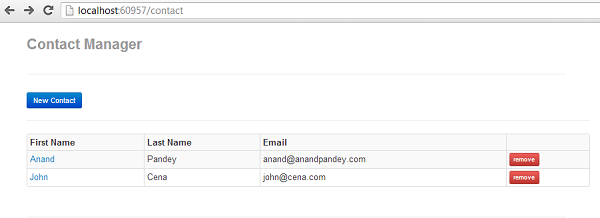 localhost:60957/contact
Contact Manager
New Contact
First Name Last Name Email
Anand Pandey anand@anandpandey.com remove
John Cena john@cena.com remove